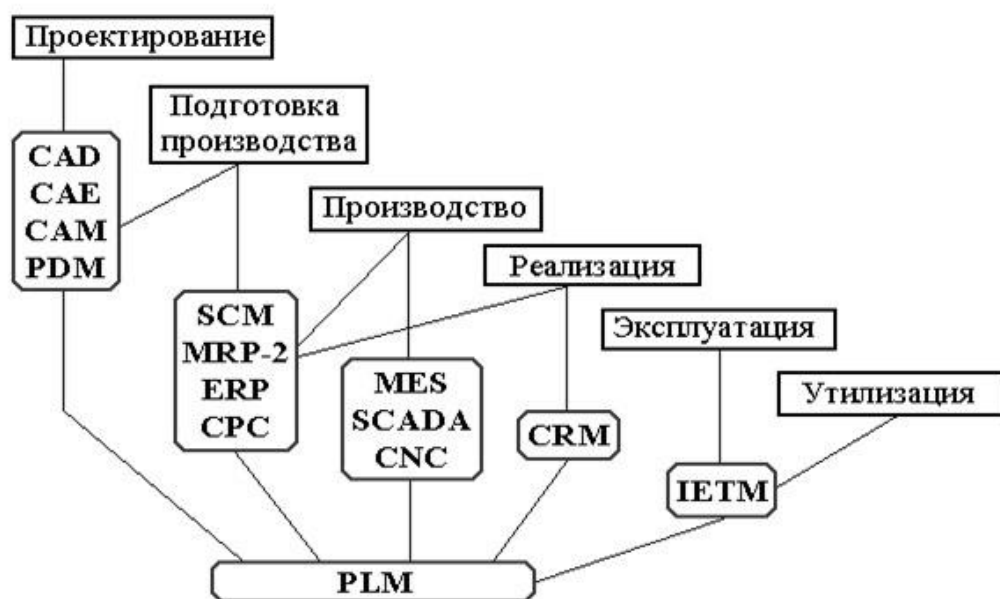 Проектирование
Подготовка
производства
CAD
CAE
CAM
PDM
Производство
Реализация
SCM
MRP-2
ERP
CPC
Эксплуатация
MES
SCADA
CNC
Утилизация
CRM
IETM
PLM